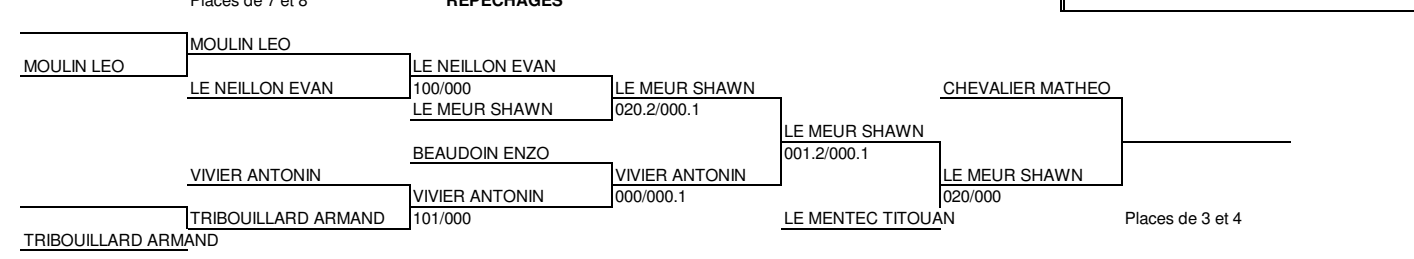 Places de 7 et 8 REPECHAGES
MOULIN LEO
MOULIN LEO LE NEILLON EVAN
LE NEILLON EVAN 100/000 LE MEUR SHAWN CHEVALIER MATHEO
LE MEUR SHAWN 020.2/000.1
LE MEUR SHAWN
BEAUDOIN ENZO 001.2/000.1
VIVIER ANTONIN VIVIER ANTONIN LE MEUR SHAWN
VIVIER ANTONIN 000/000.1 020/000
TRIBOUILLARD ARMAND 101/000 LE MENTEC TITOUAN Places de 3 et 4
TRIBOUILLARD ARMAND